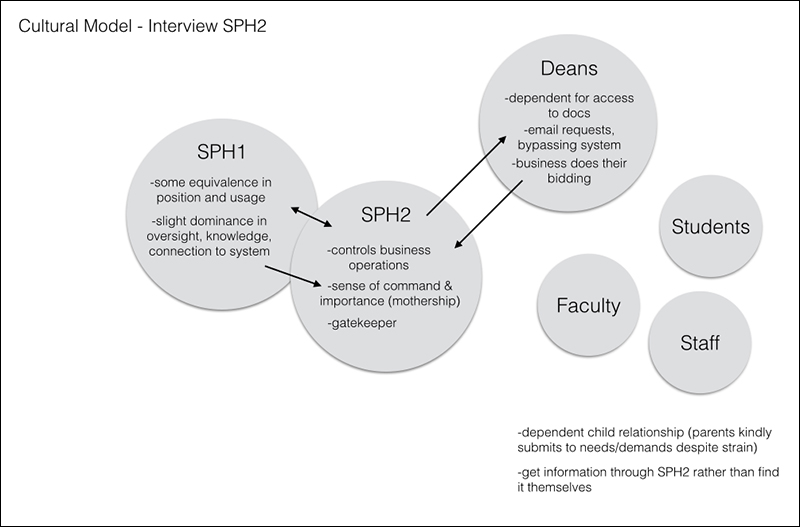 Cultural Model - Interview SPH2
Deans
-dependent for access
to docs
-email requests,
bypassing system
-business does their
bidding
SPH1
-some equivalence in
position and usage
-slight dominance in
oversight, knowledge,
connection to system
SPH2
-controls business
operations
-sense of command &
importance (mothership)
-gatekeeper
Students
Faculty
Staff
-dependent child relationship (parents kindly
submits to needs/demands despite strain)
-get information through SPH2 rather than find
it themselves